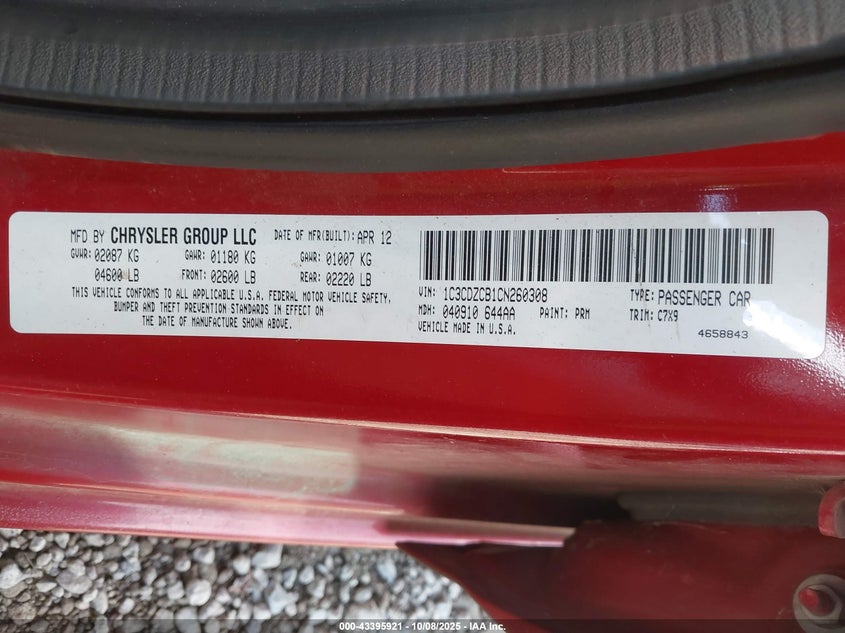 MFD BY CHRYSLER GROUP LLC DATE OF MFR(BUILT): APR 12
GVWR: 02087 KG GAWR: 01180 KG GAWR: 01007 KG
04600 LB FRONT: 02600 LB REAR: 02220 LB
THIS VEHICLE CONFORMS TO ALL APPLICABLE U.S.A. FEDERAL MOTOR VEHICLE SAFETY,
BUMPER AND THEFT PREVENTION STANDARDS IN EFFECT ON
THE DATE OF MANUFACTURE SHOWN ABOVE.
VIN: 1C3CDZCB1CN260308 TYPE: PASSENGER CAR
MDH: 040910 644AA PAINT: PRM TRIM: C7X9
VEHICLE MADE IN U.S.A. 4658843
000-43395921 - 10/08/2025 - IAA Inc.